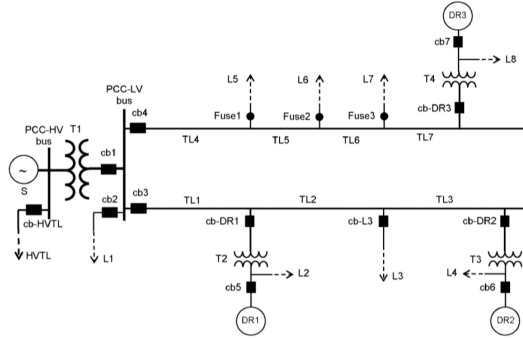 DR3
cb7
L8
L5
L6
L7
T4
PCC-LV
bus
cb4
Fuse1
Fuse2
Fuse3
cb-DR3
PCC-HV
bus
T1
cb1
TL4
TL5
TL6
TL7
~
S
cb2
cb3
TL1
TL2
TL3
cb-HVTL
cb-DR1
cb-L3
cb-DR2
HVTL
L1
T2
L2
L3
L4
T3
cb5
cb6
DR1
DR2